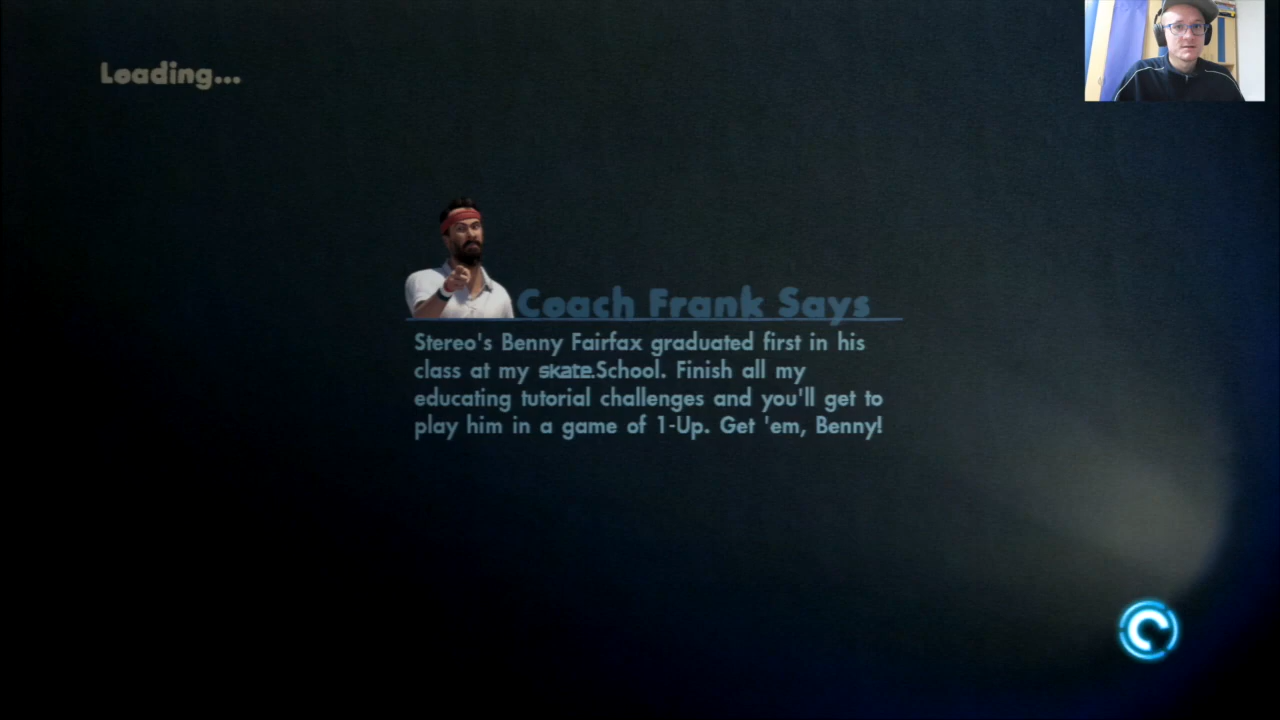 Loading...
Coach Frank Says
Stereo's Benny Fairfax graduated first in his
class at my skate.School. Finish all my
educating tutorial challenges and you'll get to
play him in a game of 1-Up. Get 'em, Benny!